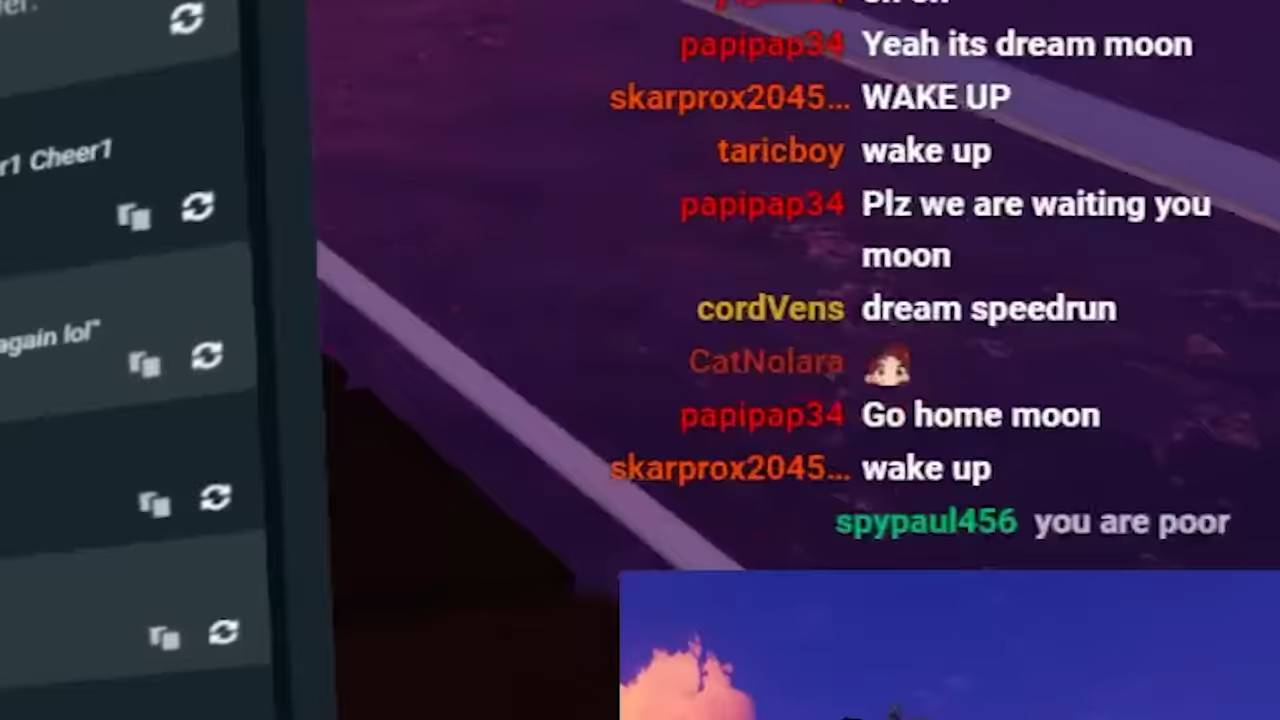 r1 Cheer1
again lol"
papipap34 Yeah its dream moon
skarprox2045... WAKE UP
taricboy wake up
papipap34 Plz we are waiting you
moon
cordVens dream speedrun
CatNolara
papipap34 Go home moon
skarprox2045... wake up
spypaul456 you are poor